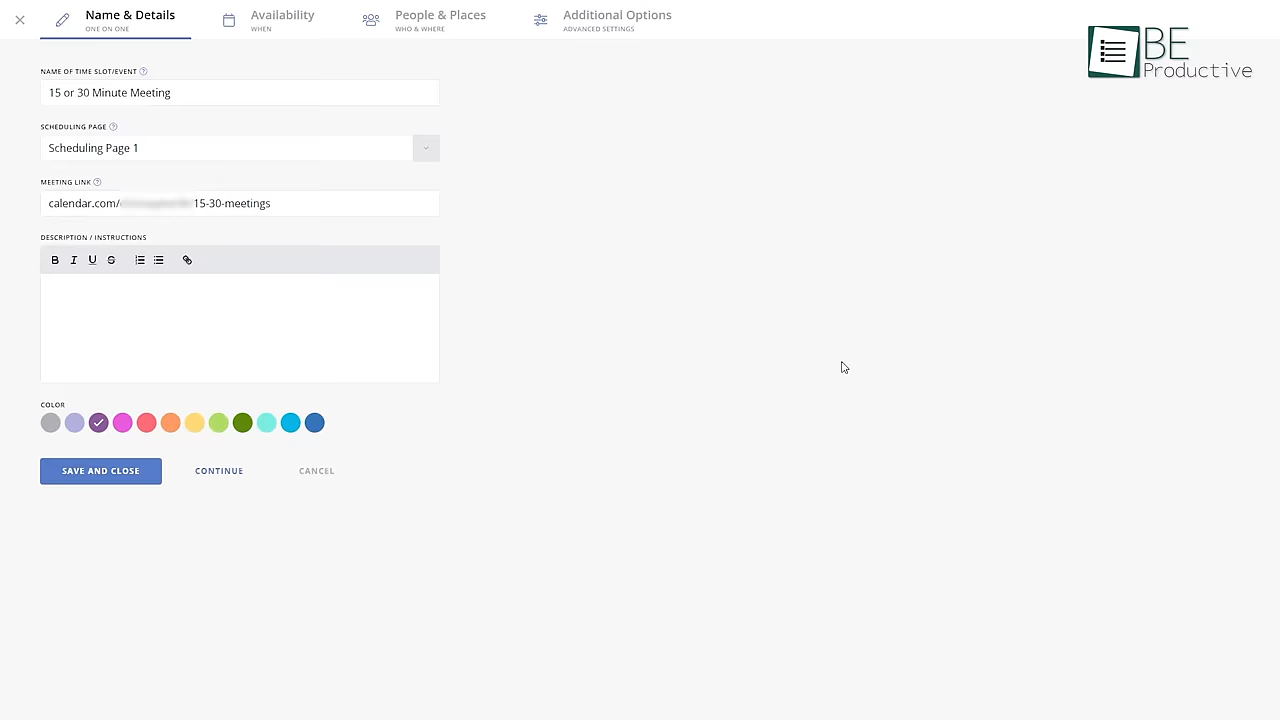 Name & Details
ONE ON ONE
Availability
WHEN
People & Places
WHO & WHERE
Additional Options
ADVANCED SETTINGS
BE
Productive
NAME OF TIME SLOT/EVENT
15 or 30 Minute Meeting
SCHEDULING PAGE
Scheduling Page 1
MEETING LINK
calendar.com/ 15-30-meetings
DESCRIPTION / INSTRUCTIONS
B I U S
COLOR
SAVE AND CLOSE
CONTINUE
CANCEL